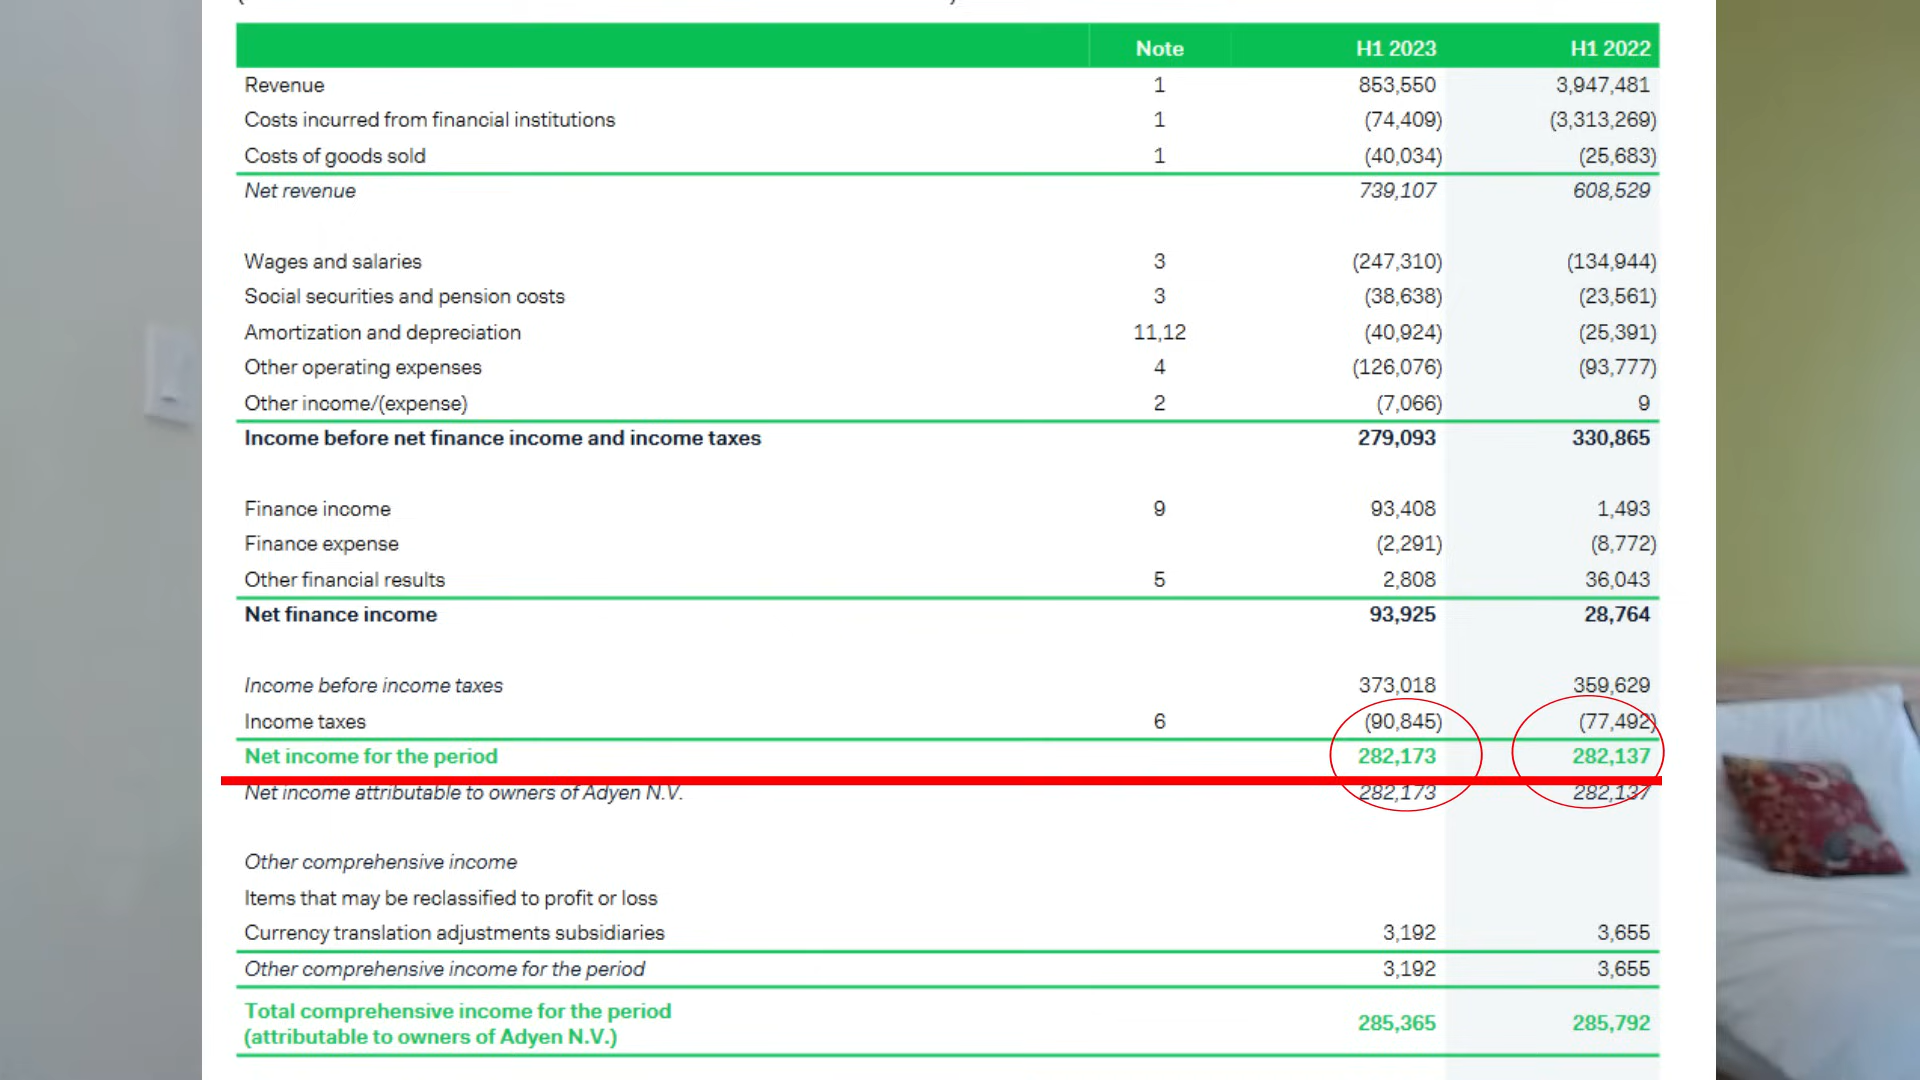 Note H1 2023 H1 2022
Revenue 1 853,550 3,947,481
Costs incurred from financial institutions 1 (74,409) (3,313,269)
Costs of goods sold 1 (40,034) (25,683)
Net revenue 739,107 608,529
Wages and salaries 3 (247,310) (134,944)
Social securities and pension costs 3 (38,638) (23,561)
Amortization and depreciation 11,12 (40,924) (25,391)
Other operating expenses 4 (126,076) (93,777)
Other income/(expense) 2 (7,066) 9
Income before net finance income and income taxes 279,093 330,865
Finance income 9 93,408 1,493
Finance expense (2,291) (8,772)
Other financial results 5 2,808 36,043
Net finance income 93,925 28,764
Income before income taxes 373,018 359,629
Income taxes 6 (90,845) (77,492)
Net income for the period 282,173 282,137
Net income attributable to owners of Adyen N.V. 282,173 282,137
Other comprehensive income
Items that may be reclassified to profit or loss
Currency translation adjustments subsidiaries 3,192 3,655
Other comprehensive income for the period 3,192 3,655
Total comprehensive income for the period
(attributable to owners of Adyen N.V.) 285,365 285,792